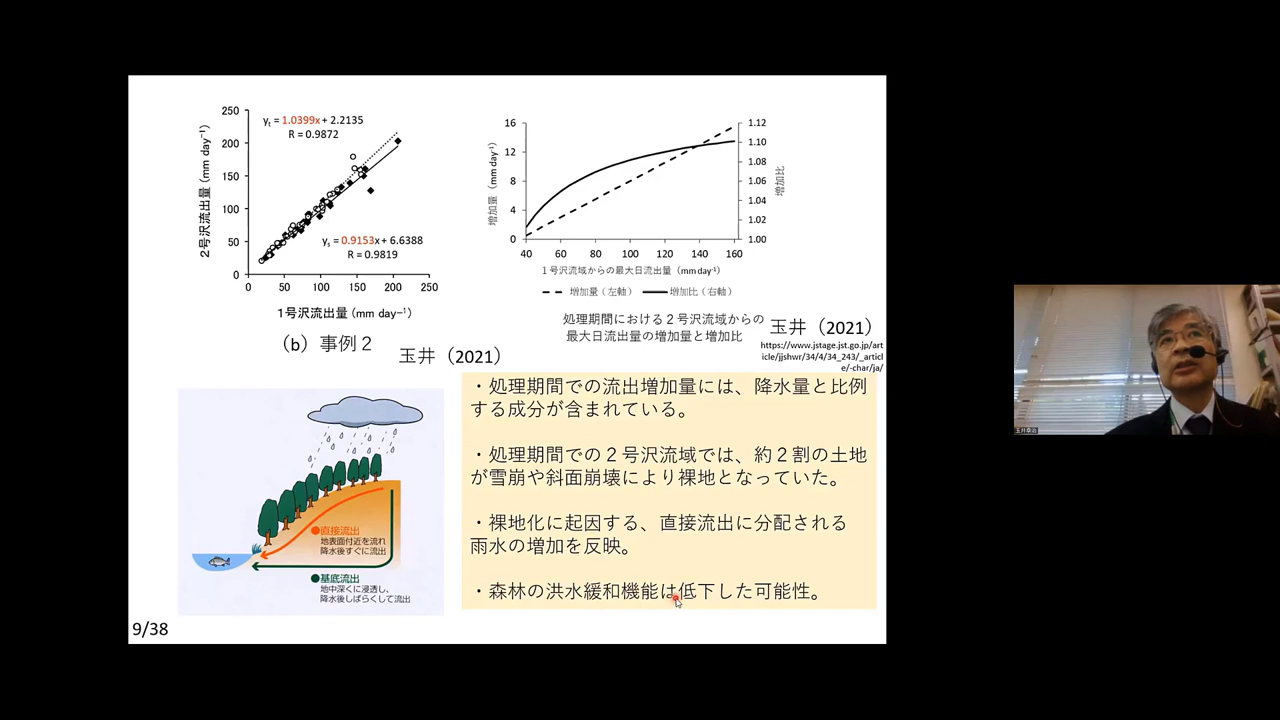 250
200
150
100
50
0
2号沢流出量 (mm day⁻¹)
yₜ = 1.0399x + 2.2135
R = 0.9872
yₛ = 0.9153x + 6.6388
R = 0.9819
0 50 100 150 200 250
1号沢流出量 (mm day⁻¹)
(b) 事例２
玉井（2021）
16
12
8
4
0
増加量（mm day⁻¹）
1.12
1.10
1.08
1.06
1.04
1.02
1.00
増加比
40 60 80 100 120 140 160
１号沢流域からの最大日流出量（mm day⁻¹）
増加量（左軸） 増加比（右軸）
処理期間における２号沢流域からの
最大日流出量の増加量と増加比
玉井（2021）
https://www.jstage.jst.go.jp/art
icle/jjshwr/34/4/34_243/_articl
e/-char/ja/
●直接流出
地表面付近を流れ
降水後すぐに流出
●基底流出
地中深くに浸透し、
降水後しばらくして流出
・処理期間での流出増加量には、降水量と比例
する成分が含まれている。
・処理期間での２号沢流域では、約２割の土地
が雪崩や斜面崩壊により裸地となっていた。
・裸地化に起因する、直接流出に分配される
雨水の増加を反映。
・森林の洪水緩和機能は低下した可能性。
9/38
玉井幸治